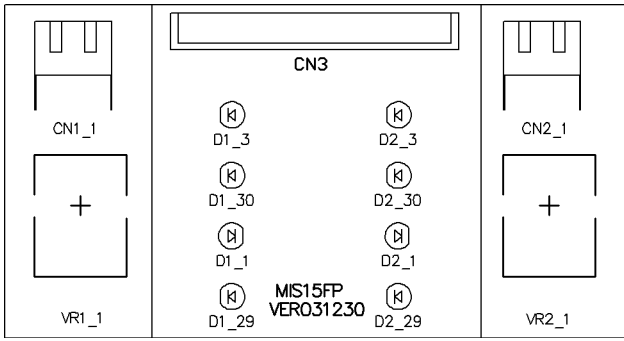 CN3
CN1_1
CN2_1
D1_3
D2_3
D1_30
D2_30
D1_1
D2_1
MIS15FP
VER031230
D1_29
D2_29
VR1_1
VR2_1